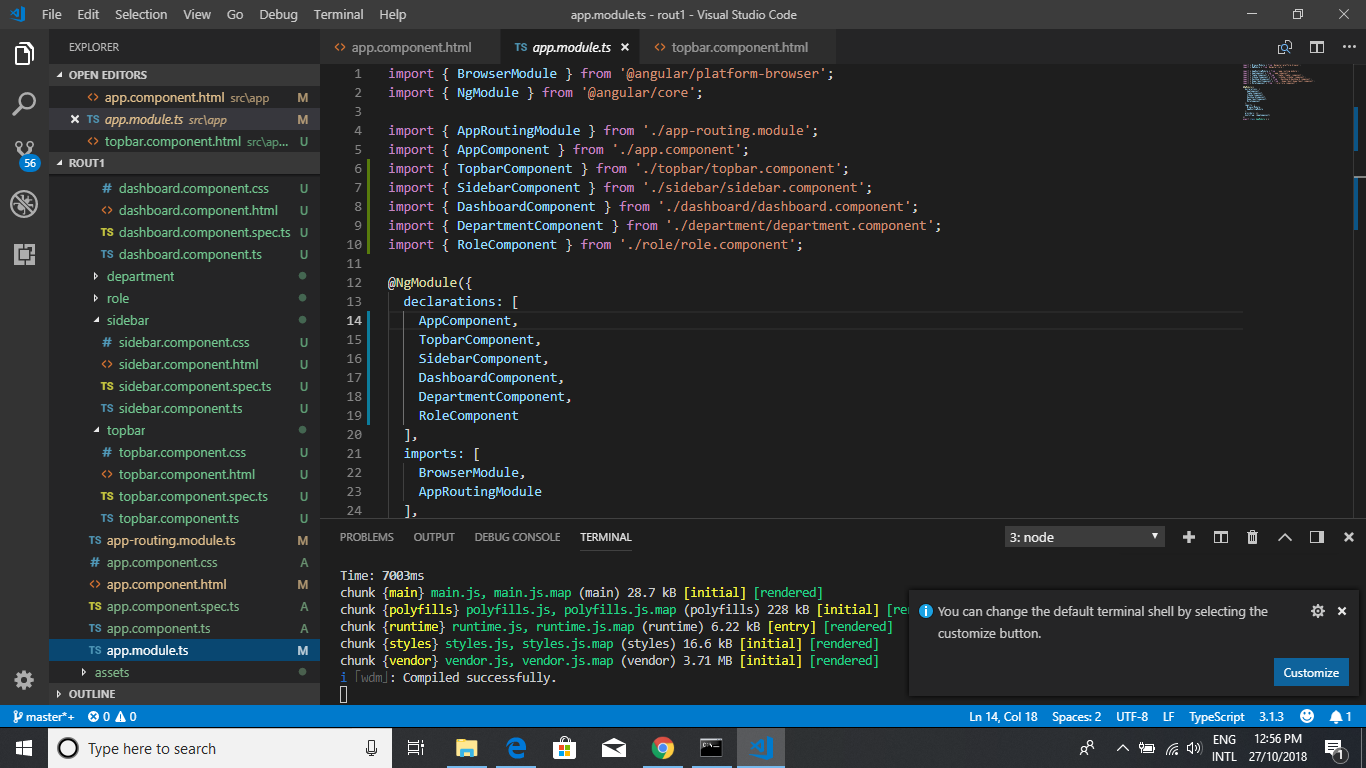 File Edit Selection View Go Debug Terminal Help
app.module.ts - rout1 - Visual Studio Code
EXPLORER
OPEN EDITORS
app.component.html src\app M
TS app.module.ts src\app M
topbar.component.html src\ap... U
ROUT1
# dashboard.component.css U
<> dashboard.component.html U
TS dashboard.component.spec.ts U
TS dashboard.component.ts U
department
role
sidebar
# sidebar.component.css U
<> sidebar.component.html U
TS sidebar.component.spec.ts U
TS sidebar.component.ts U
topbar
# topbar.component.css U
<> topbar.component.html U
TS topbar.component.spec.ts U
TS topbar.component.ts U
TS app-routing.module.ts M
# app.component.css A
<> app.component.html M
TS app.component.spec.ts A
TS app.component.ts A
TS app.module.ts M
assets
OUTLINE
56
<> app.component.html
TS app.module.ts
<> topbar.component.html
1 import { BrowserModule } from '@angular/platform-browser';
2 import { NgModule } from '@angular/core';
3
4 import { AppRoutingModule } from './app-routing.module';
5 import { AppComponent } from './app.component';
6 import { TopbarComponent } from './topbar/topbar.component';
7 import { SidebarComponent } from './sidebar/sidebar.component';
8 import { DashboardComponent } from './dashboard/dashboard.component';
9 import { DepartmentComponent } from './department/department.component';
10 import { RoleComponent } from './role/role.component';
11
12 @NgModule({
13 declarations: [
14 AppComponent,
15 TopbarComponent,
16 SidebarComponent,
17 DashboardComponent,
18 DepartmentComponent,
19 RoleComponent
20 ],
21 imports: [
22 BrowserModule,
23 AppRoutingModule
24 ],
PROBLEMS OUTPUT DEBUG CONSOLE TERMINAL
3: node
Time: 7003ms
chunk {main} main.js, main.js.map (main) 28.7 kB [initial] [rendered]
chunk {polyfills} polyfills.js, polyfills.js.map (polyfills) 228 kB [initial] [re
chunk {runtime} runtime.js, runtime.js.map (runtime) 6.22 kB [entry] [rendered]
chunk {styles} styles.js, styles.js.map (styles) 16.6 kB [initial] [rendered]
chunk {vendor} vendor.js, vendor.js.map (vendor) 3.71 MB [initial] [rendered]
i ｢wdm｣: Compiled successfully.
You can change the default terminal shell by selecting the
customize button.
Customize
master*+ 0 0
Ln 14, Col 18 Spaces: 2 UTF-8 LF TypeScript 3.1.3 1
Type here to search
ENG
INTL
12:56 PM
27/10/2018
1